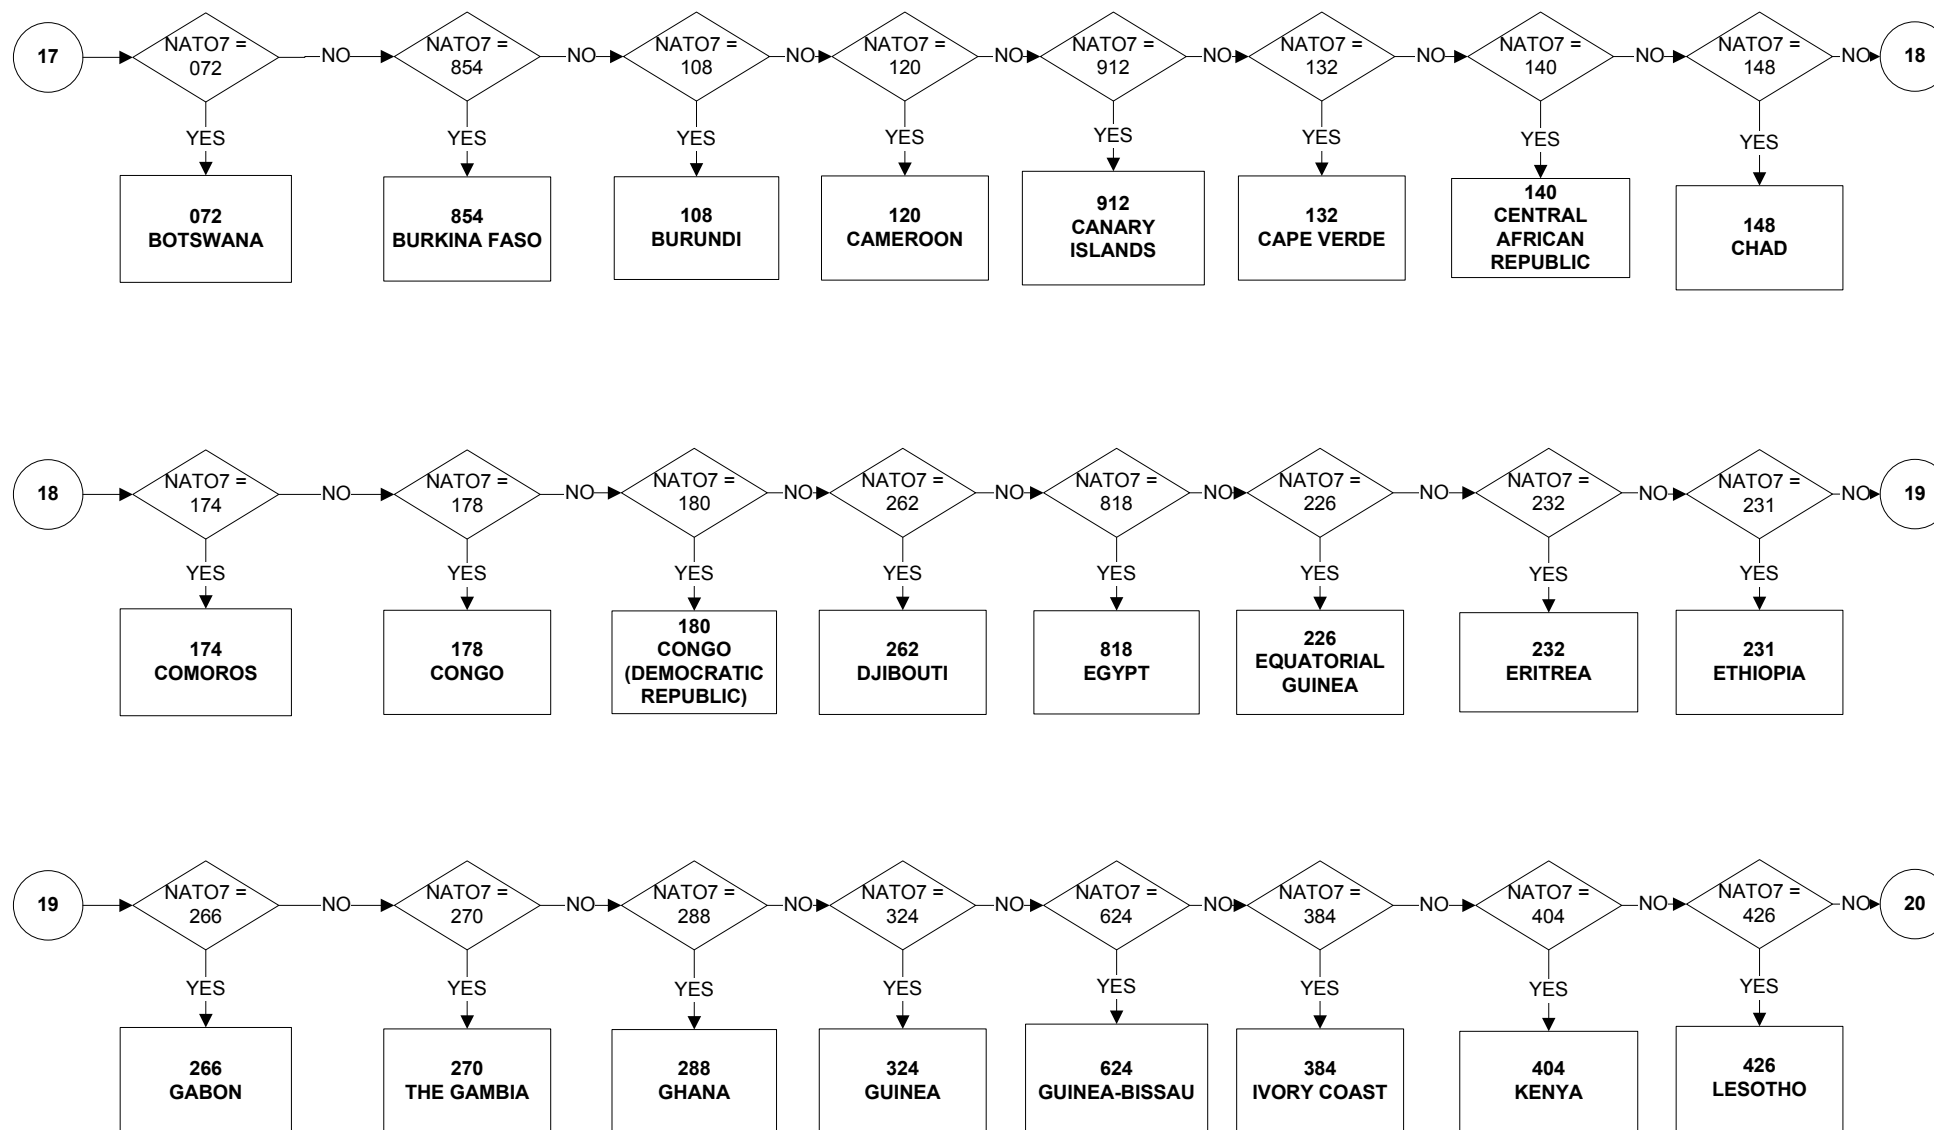 17
NATO7 =
072
NO
NATO7 =
854
NO
NATO7 =
108
NO
NATO7 =
120
NO
NATO7 =
912
NO
NATO7 =
132
NO
NATO7 =
140
NO
NATO7 =
148
NO
18
YES
YES
YES
YES
YES
YES
YES
YES
072
BOTSWANA
854
BURKINA FASO
108
BURUNDI
120
CAMEROON
912
CANARY
ISLANDS
132
CAPE VERDE
140
CENTRAL
AFRICAN
REPUBLIC
148
CHAD
18
NATO7 =
174
NO
NATO7 =
178
NO
NATO7 =
180
NO
NATO7 =
262
NO
NATO7 =
818
NO
NATO7 =
226
NO
NATO7 =
232
NO
NATO7 =
231
NO
19
YES
YES
YES
YES
YES
YES
YES
YES
174
COMOROS
178
CONGO
180
CONGO
(DEMOCRATIC
REPUBLIC)
262
DJIBOUTI
818
EGYPT
226
EQUATORIAL
GUINEA
232
ERITREA
231
ETHIOPIA
19
NATO7 =
266
NO
NATO7 =
270
NO
NATO7 =
288
NO
NATO7 =
324
NO
NATO7 =
624
NO
NATO7 =
384
NO
NATO7 =
404
NO
NATO7 =
426
NO
20
YES
YES
YES
YES
YES
YES
YES
YES
266
GABON
270
THE GAMBIA
288
GHANA
324
GUINEA
624
GUINEA-BISSAU
384
IVORY COAST
404
KENYA
426
LESOTHO